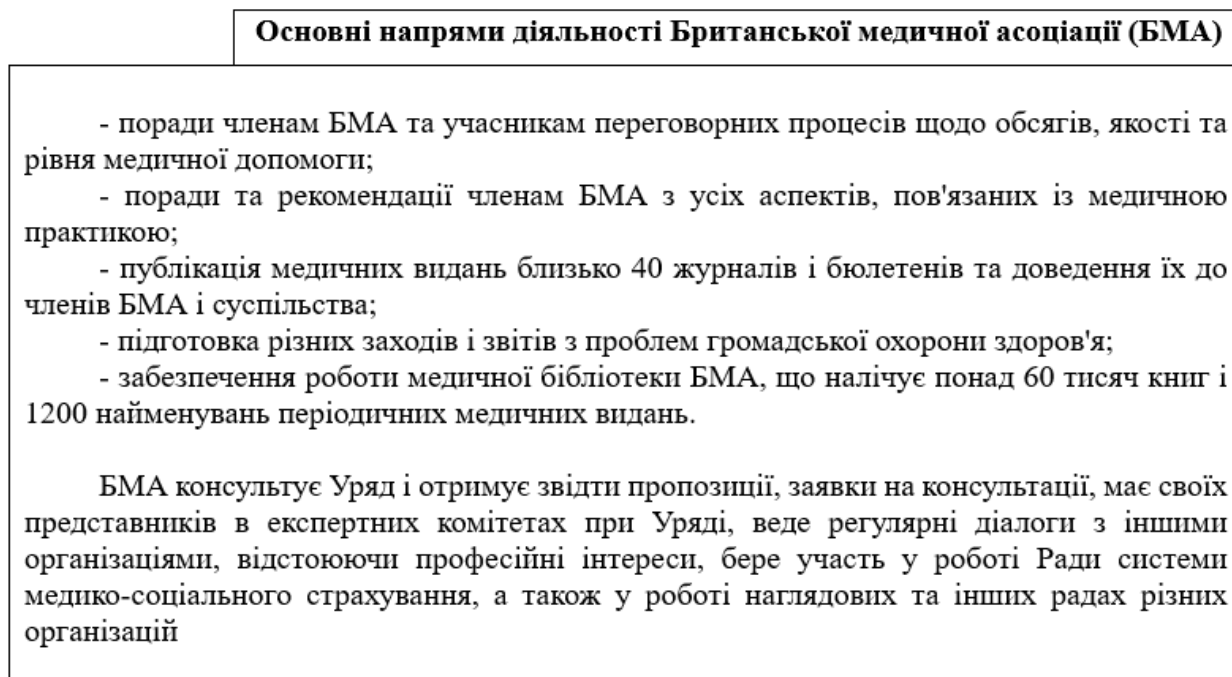 Основні напрями діяльності Британської медичної асоціації (БМА)
- поради членам БМА та учасникам переговорних процесів щодо обсягів, якості та
рівня медичної допомоги;
- поради та рекомендації членам БМА з усіх аспектів, пов'язаних із медичною
практикою;
- публікація медичних видань близько 40 журналів і бюлетенів та доведення їх до
членів БМА і суспільства;
- підготовка різних заходів і звітів з проблем громадської охорони здоров'я;
- забезпечення роботи медичної бібліотеки БМА, що налічує понад 60 тисяч книг і
1200 найменувань періодичних медичних видань.
БМА консультує Уряд і отримує звідти пропозиції, заявки на консультації, має своїх
представників в експертних комітетах при Уряді, веде регулярні діалоги з іншими
організаціями, відстоюючи професійні інтереси, бере участь у роботі Ради системи
медико-соціального страхування, а також у роботі наглядових та інших радах різних
організацій